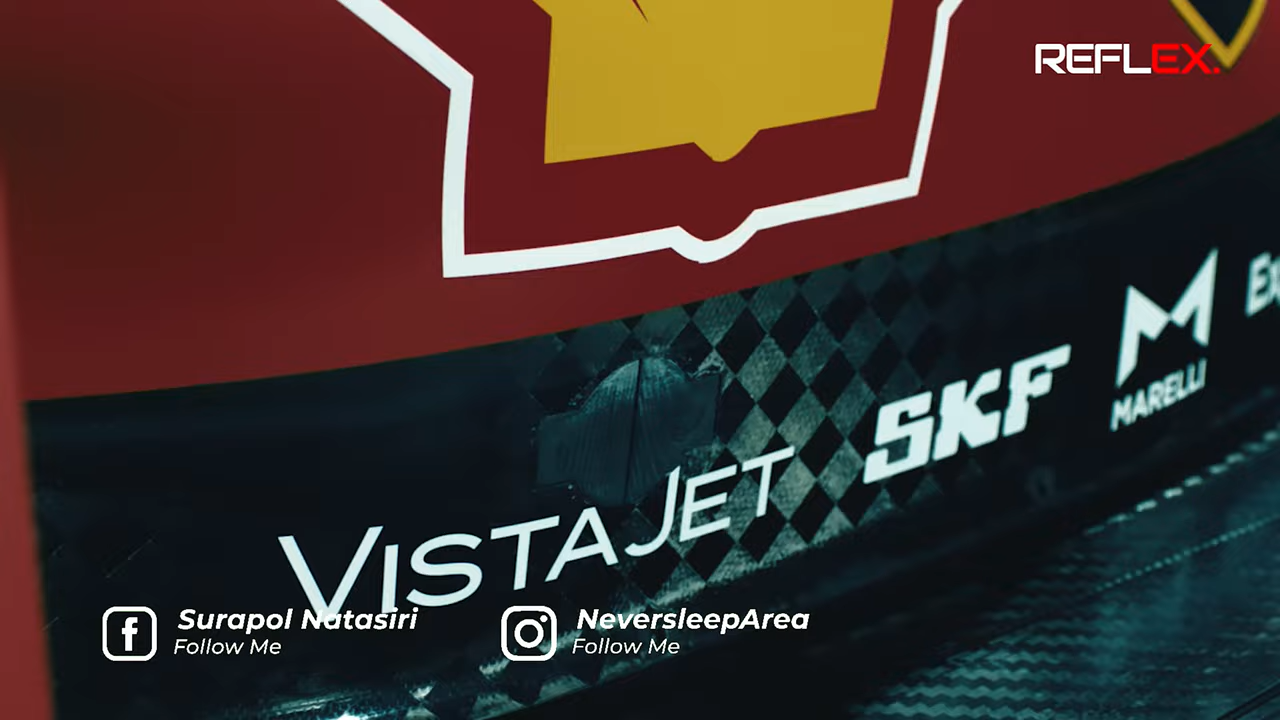 REFLEX.
SKF
MARELLI
VISTAJET
Surapol Natasiri
Follow Me
NeversleepArea
Follow Me